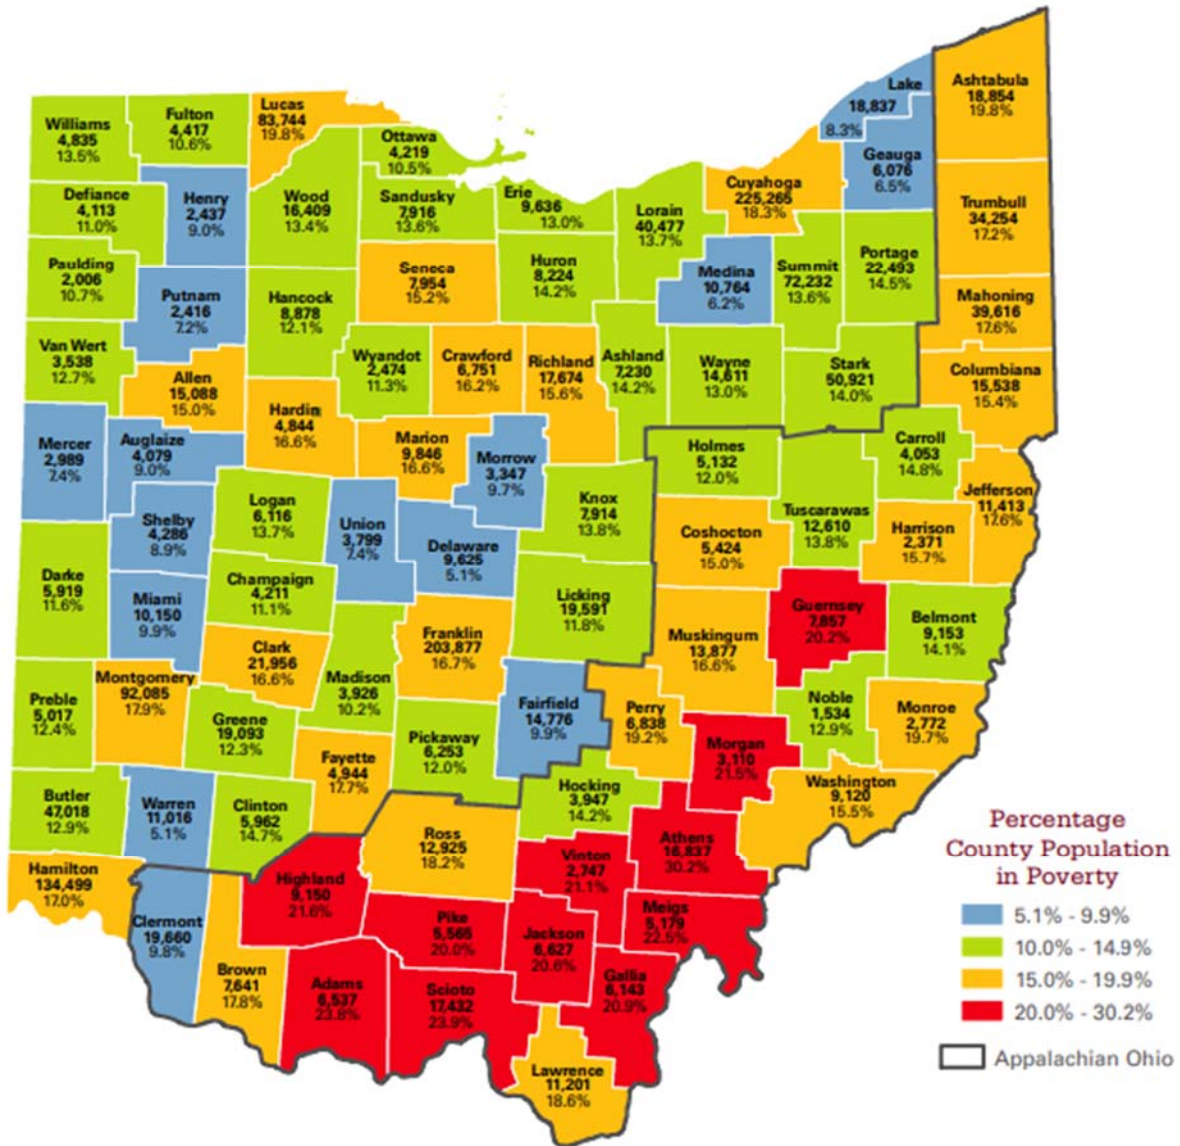 Lake
18,837
8.3%
Ashtabula
18,854
19.8%
Williams
4,835
13.5%
Fulton
4,417
10.6%
Lucas
83,744
19.8%
Ottawa
4,219
10.5%
Geauga
6,076
6.5%
Defiance
4,113
11.0%
Henry
2,437
9.0%
Wood
16,409
13.4%
Sandusky
7,916
13.6%
Erie
9,636
13.0%
Lorain
40,477
13.7%
Cuyahoga
225,265
18.3%
Trumbull
34,254
17.2%
Paulding
2,006
10.7%
Putnam
2,416
7.2%
Hancock
8,878
12.1%
Seneca
7,954
15.2%
Huron
8,224
14.2%
Medina
10,764
6.2%
Summit
72,232
13.6%
Portage
22,493
14.5%
Mahoning
39,616
17.6%
Van Wert
3,538
12.7%
Allen
15,088
15.0%
Hardin
4,844
16.6%
Wyandot
2,474
11.3%
Crawford
6,751
16.2%
Richland
17,674
15.6%
Ashland
7,230
14.2%
Wayne
14,611
13.0%
Stark
50,921
14.0%
Columbiana
15,538
15.4%
Mercer
2,989
7.4%
Auglaize
4,079
9.0%
Marion
9,846
16.6%
Morrow
3,347
9.7%
Holmes
5,132
12.0%
Carroll
4,053
14.8%
Jefferson
11,413
17.6%
Shelby
4,286
8.9%
Logan
6,116
13.7%
Union
3,799
7.4%
Delaware
9,625
5.1%
Knox
7,914
13.8%
Coshocton
5,424
15.0%
Tuscarawas
12,610
13.8%
Harrison
2,371
15.7%
Darke
5,919
11.6%
Miami
10,150
9.9%
Champaign
4,211
11.1%
Licking
19,591
11.8%
Guernsey
7,857
20.2%
Belmont
9,153
14.1%
Clark
21,956
16.6%
Franklin
203,877
16.7%
Muskingum
13,877
16.6%
Preble
5,017
12.4%
Montgomery
92,085
17.9%
Greene
19,093
12.3%
Madison
3,926
10.2%
Pickaway
6,253
12.0%
Fairfield
14,776
9.9%
Perry
6,838
19.2%
Noble
1,534
12.9%
Monroe
2,772
19.7%
Morgan
3,110
21.5%
Fayette
4,944
17.7%
Butler
47,018
12.9%
Warren
11,016
5.1%
Clinton
5,962
14.7%
Hocking
3,947
14.2%
Washington
9,120
15.5%
Ross
12,925
18.2%
Athens
16,837
30.2%
Vinton
2,747
21.1%
Hamilton
134,499
17.0%
Highland
9,150
21.8%
Clermont
19,660
9.8%
Pike
5,565
20.0%
Jackson
6,627
20.6%
Meigs
5,179
22.5%
Brown
7,641
17.8%
Adams
6,537
23.8%
Scioto
17,432
23.9%
Gallia
6,143
20.9%
Lawrence
11,201
18.6%
Percentage
County Population
in Poverty
5.1% - 9.9%
10.0% - 14.9%
15.0% - 19.9%
20.0% - 30.2%
Appalachian Ohio